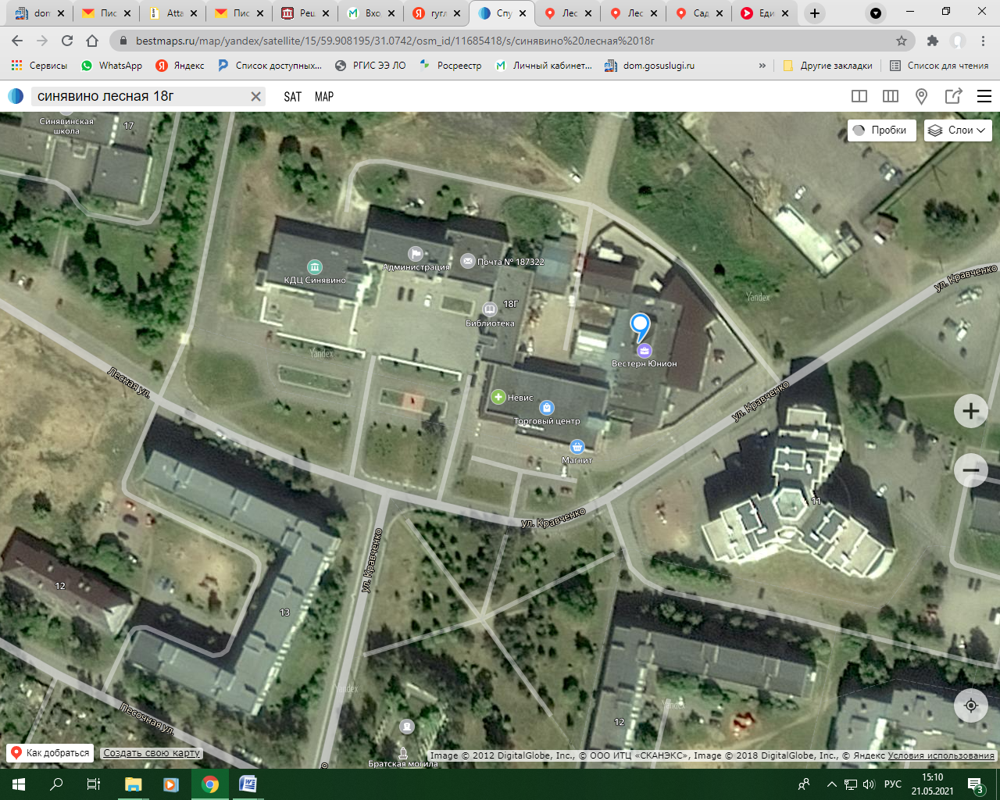 dom
Пис
Atta
Пис
Реш
Вхо
гугл
Спу
Лес
Лес
Сад
Еди
bestmaps.ru/map/yandex/satellite/15/59.908195/31.0742/osm_id/11685418/s/синявино%20лесная%2018г
Сервисы
WhatsApp
Яндекс
Список доступных...
РГИС ЭЭ ЛО
Росреестр
Личный кабинет...
dom.gosuslugi.ru
»
Другие закладки
Список для чтения
синявино лесная 18г
SAT
MAP
Пробки
Слои
Синявинская
школа
17
КДЦ Синявино
Администрация
Почта № 187322
18Г
Библиотека
Вестерн Юнион
Невис
Торговый центр
Магнит
Yandex
Yandex
ул. Кравченко
ул. Кравченко
Лесная ул.
11
ул. Кравченко
ул. Кравченко
12
13
Yandex
Yandex
12
Песочная ул.
Братская могила
Как добраться
Создать свою карту
Image © 2012 DigitalGlobe, Inc., © ООО ИТЦ «СКАНЭКС», Image © 2018 DigitalGlobe, Inc., © Яндекс Условия использования
РУС
15:10
21.05.2021
3